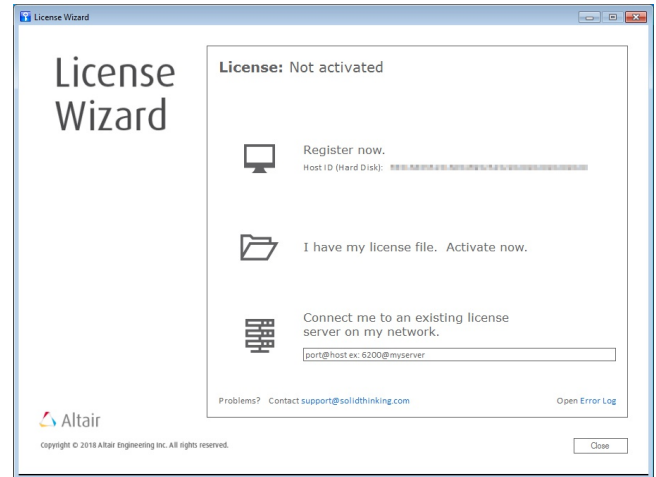 License Wizard
License
Wizard
License: Not activated
Register now.
Host ID (Hard Disk):
I have my license file. Activate now.
Connect me to an existing license
server on my network.
port@host ex: 6200@myserver
Problems? Contact support@solidthinking.com
Open Error Log
Altair
Copyright © 2018 Altair Engineering Inc. All rights reserved.
Close